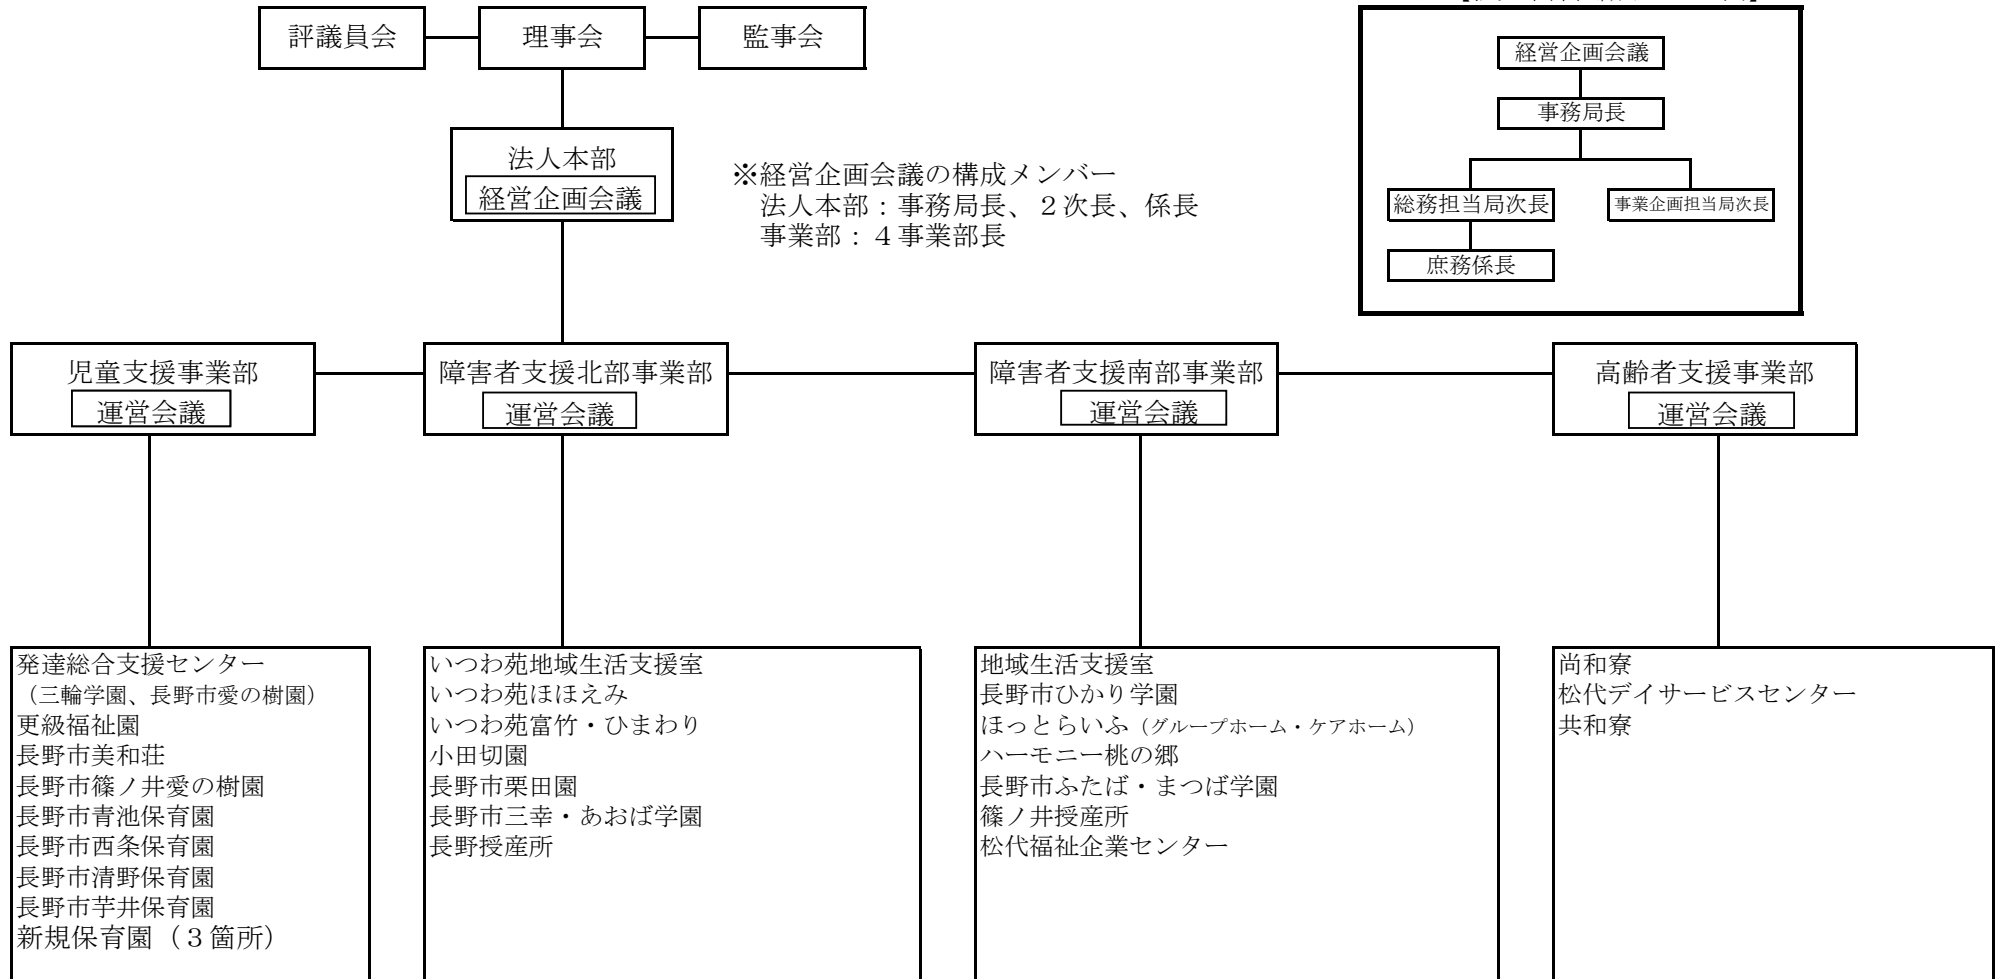 評議員会
理事会
監事会
法人本部
経営企画会議
※経営企画会議の構成メンバー
法人本部：事務局長、２次長、係長
事業部：４事業部長
経営企画会議
事務局長
総務担当局次長
事業企画担当局次長
庶務係長
児童支援事業部
運営会議
障害者支援北部事業部
運営会議
障害者支援南部事業部
運営会議
高齢者支援事業部
運営会議
発達総合支援センター
（三輪学園、長野市愛の樹園）
更級福祉園
長野市美和荘
長野市篠ノ井愛の樹園
長野市青池保育園
長野市西条保育園
長野市清野保育園
長野市芋井保育園
新規保育園（３箇所）
いつわ苑地域生活支援室
いつわ苑ほほえみ
いつわ苑富竹・ひまわり
小田切園
長野市栗田園
長野市三幸・あおば学園
長野授産所
地域生活支援室
長野市ひかり学園
ほっとらいふ（グループホーム・ケアホーム）
ハーモニー桃の郷
長野市ふたば・まつば学園
篠ノ井授産所
松代福祉企業センター
尚和寮
松代デイサービスセンター
共和寮